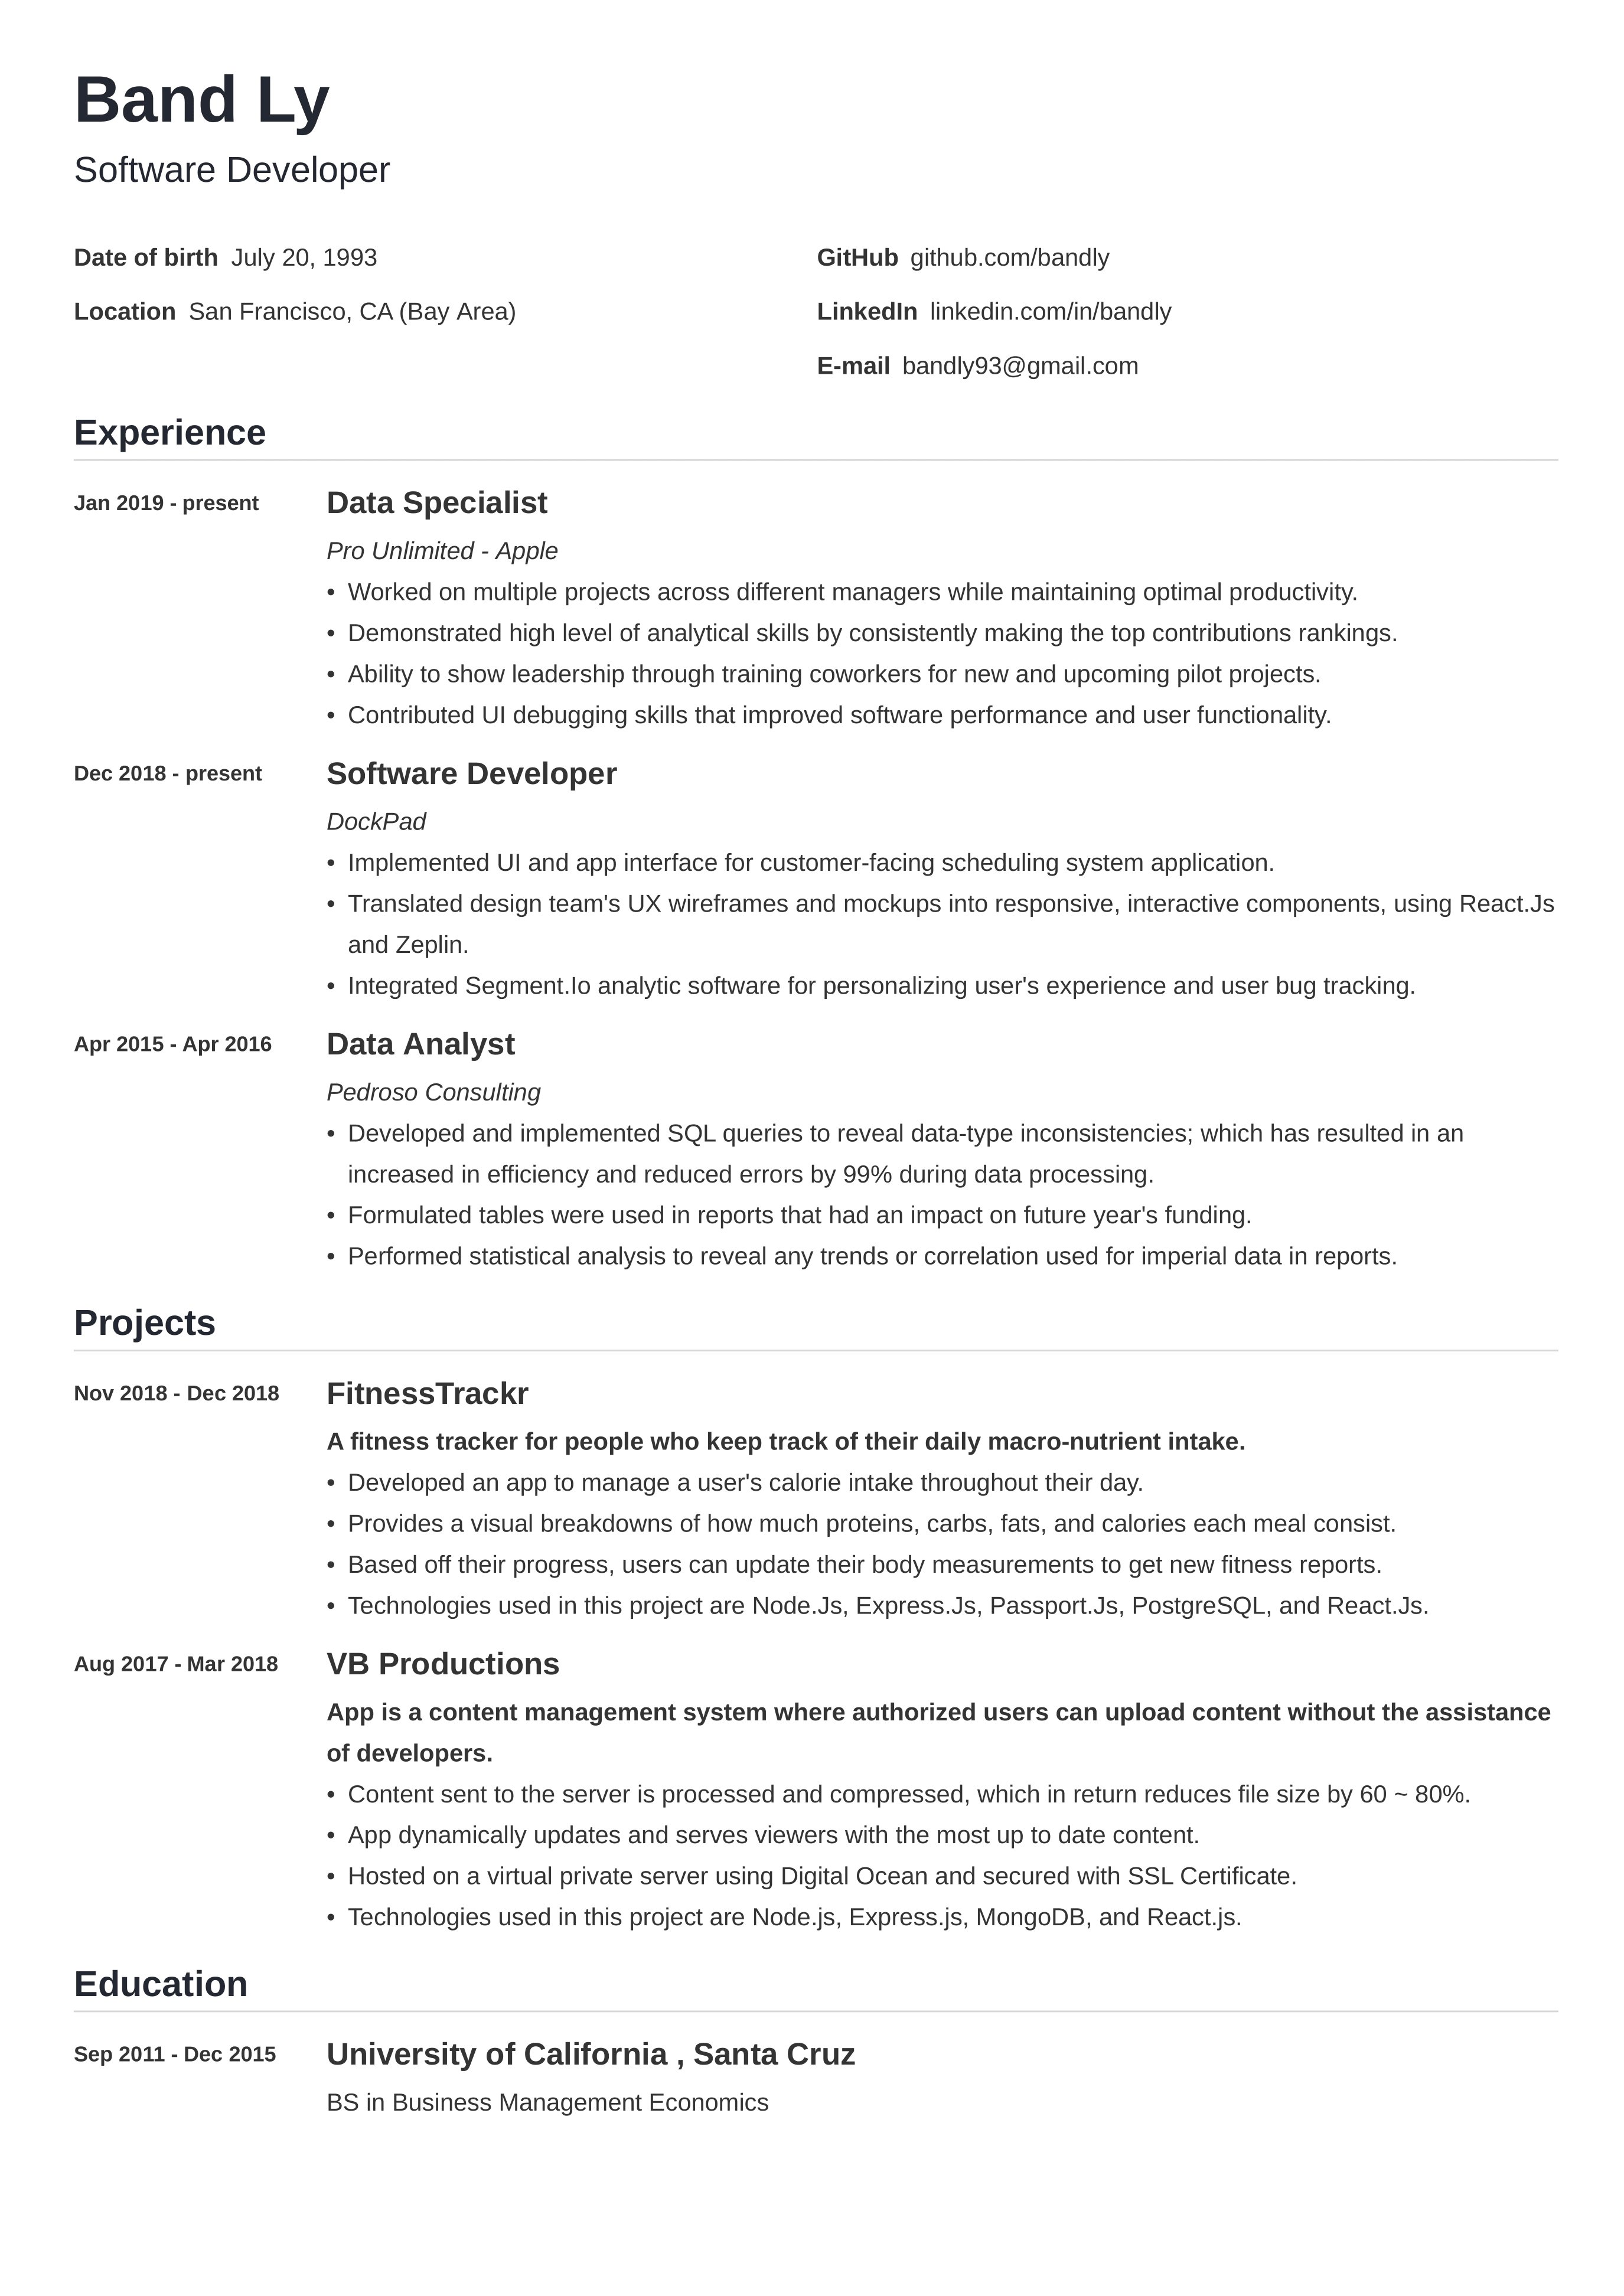 Band Ly
Software Developer
Date of birth July 20, 1993
Location San Francisco, CA (Bay Area)
GitHub github.com/bandly
LinkedIn linkedin.com/in/bandly
E-mail bandly93@gmail.com
Experience
Jan 2019 - present
Data Specialist
Pro Unlimited - Apple
• Worked on multiple projects across different managers while maintaining optimal productivity.
• Demonstrated high level of analytical skills by consistently making the top contributions rankings.
• Ability to show leadership through training coworkers for new and upcoming pilot projects.
• Contributed UI debugging skills that improved software performance and user functionality.
Dec 2018 - present
Software Developer
DockPad
• Implemented UI and app interface for customer-facing scheduling system application.
• Translated design team's UX wireframes and mockups into responsive, interactive components, using React.Js
and Zeplin.
• Integrated Segment.Io analytic software for personalizing user's experience and user bug tracking.
Apr 2015 - Apr 2016
Data Analyst
Pedroso Consulting
• Developed and implemented SQL queries to reveal data-type inconsistencies; which has resulted in an
increased in efficiency and reduced errors by 99% during data processing.
• Formulated tables were used in reports that had an impact on future year's funding.
• Performed statistical analysis to reveal any trends or correlation used for imperial data in reports.
Projects
Nov 2018 - Dec 2018
FitnessTrackr
A fitness tracker for people who keep track of their daily macro-nutrient intake.
• Developed an app to manage a user's calorie intake throughout their day.
• Provides a visual breakdowns of how much proteins, carbs, fats, and calories each meal consist.
• Based off their progress, users can update their body measurements to get new fitness reports.
• Technologies used in this project are Node.Js, Express.Js, Passport.Js, PostgreSQL, and React.Js.
Aug 2017 - Mar 2018
VB Productions
App is a content management system where authorized users can upload content without the assistance
of developers.
• Content sent to the server is processed and compressed, which in return reduces file size by 60 ~ 80%.
• App dynamically updates and serves viewers with the most up to date content.
• Hosted on a virtual private server using Digital Ocean and secured with SSL Certificate.
• Technologies used in this project are Node.js, Express.js, MongoDB, and React.js.
Education
Sep 2011 - Dec 2015
University of California , Santa Cruz
BS in Business Management Economics